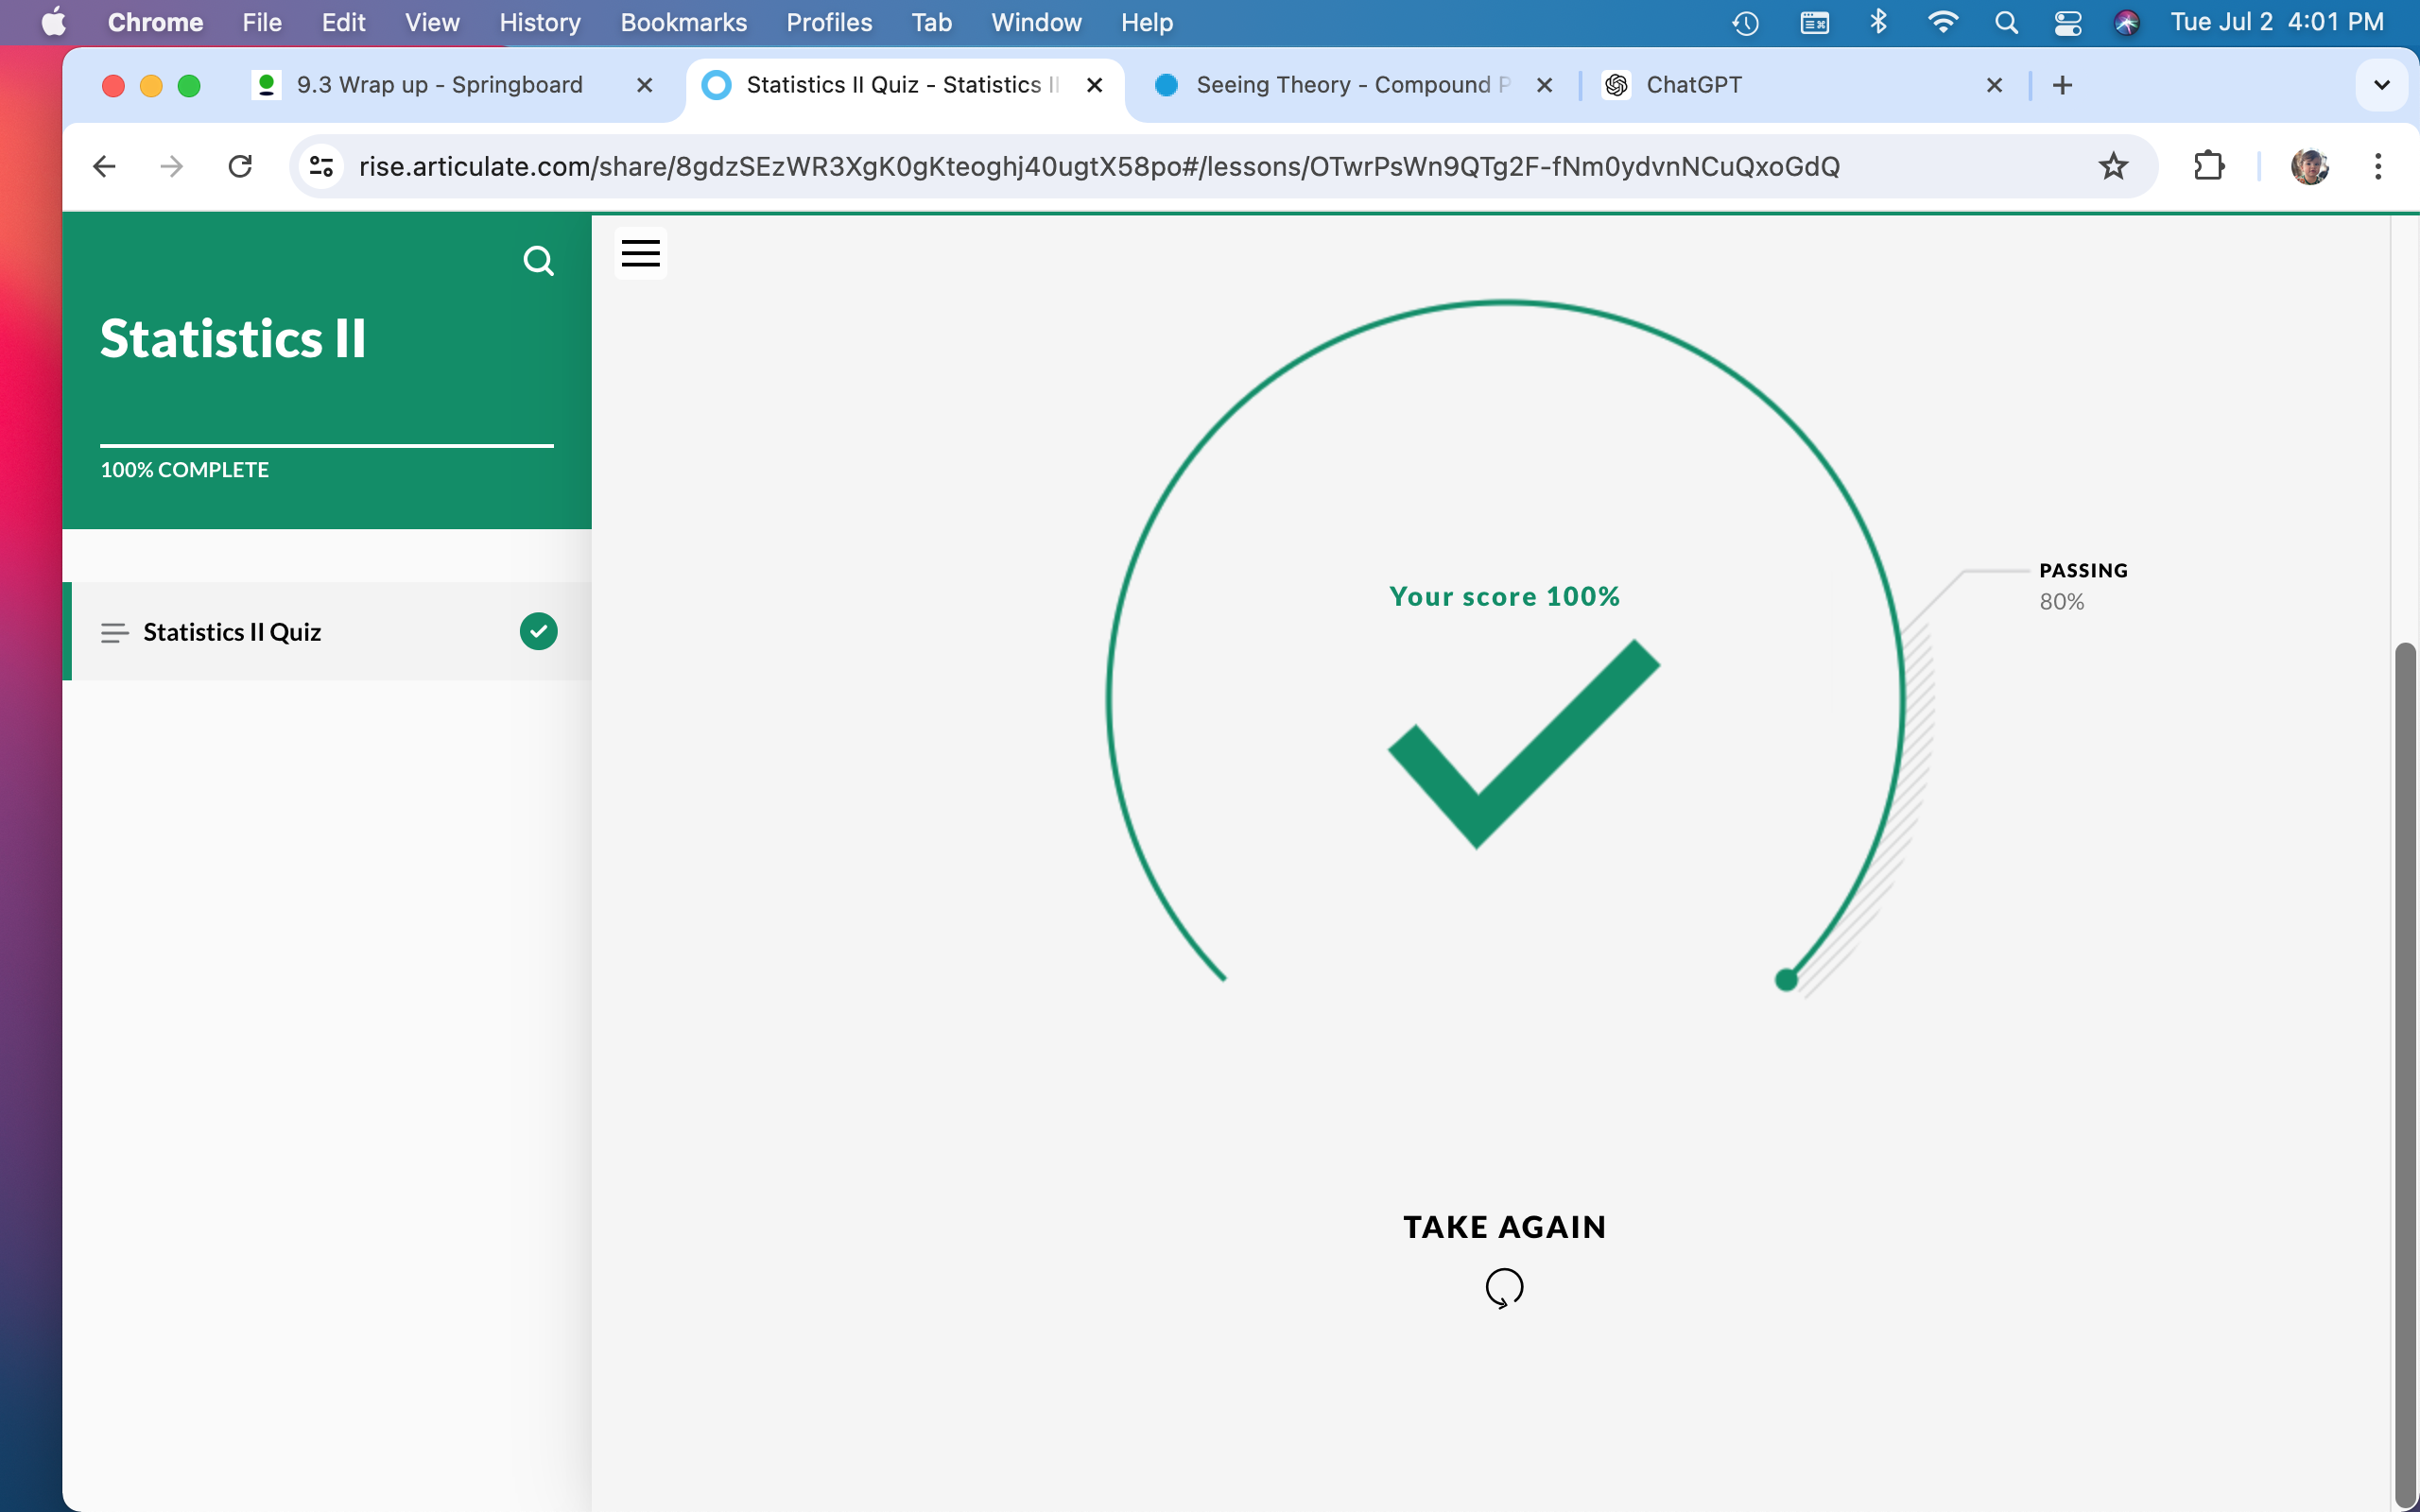 Chrome File Edit View History Bookmarks Profiles Tab Window Help Tue Jul 2 4:01 PM
9.3 Wrap up - Springboard
Statistics II Quiz - Statistics II
Seeing Theory - Compound P
ChatGPT
rise.articulate.com/share/8gdzSEzWR3XgK0gKteoghj40ugtX58po#/lessons/OTwrPsWn9QTg2F-fNm0ydvnNCuQxoGdQ
Statistics II
100% COMPLETE
Statistics II Quiz
Your score 100%
PASSING
80%
TAKE AGAIN